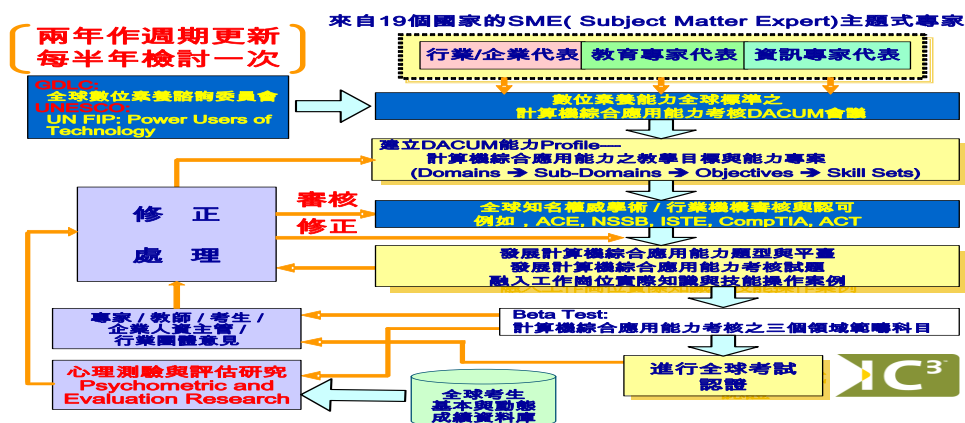 來自19個國家的SME( Subject Matter Expert)主題式專家
兩年作週期更新
每半年檢討一次
行業/企業代表
教育專家代表
資訊專家代表
GDLC:
全球數位素養諮詢委員會
UNESCO:
UN FIP: Power Users of
Technology
數位素養能力全球標準之
計算機綜合應用能力考核DACUM會議
建立DACUM能力Profile—
計算機綜合應用能力之教學目標與能力專案
(Domains → Sub-Domains → Objectives → Skill Sets)
修 正
處 理
審核
修正
全球知名權威學術 / 行業機構審核與認可
例如 , ACE, NSSB, ISTE, CompTIA, ACT
發展計算機綜合應用能力題型與平臺
發展計算機綜合應用能力考核試題
融入工作崗位實際知識與技能操作案例
專家 / 教師 / 考生 /
企業人資主管 /
行業團體意見
Beta Test:
計算機綜合應用能力考核之三個領域範疇科目
心理測驗與評估研究
Psychometric and
Evaluation Research
全球考生
基本與動態
成績資料庫
進行全球考試
認證
IC³